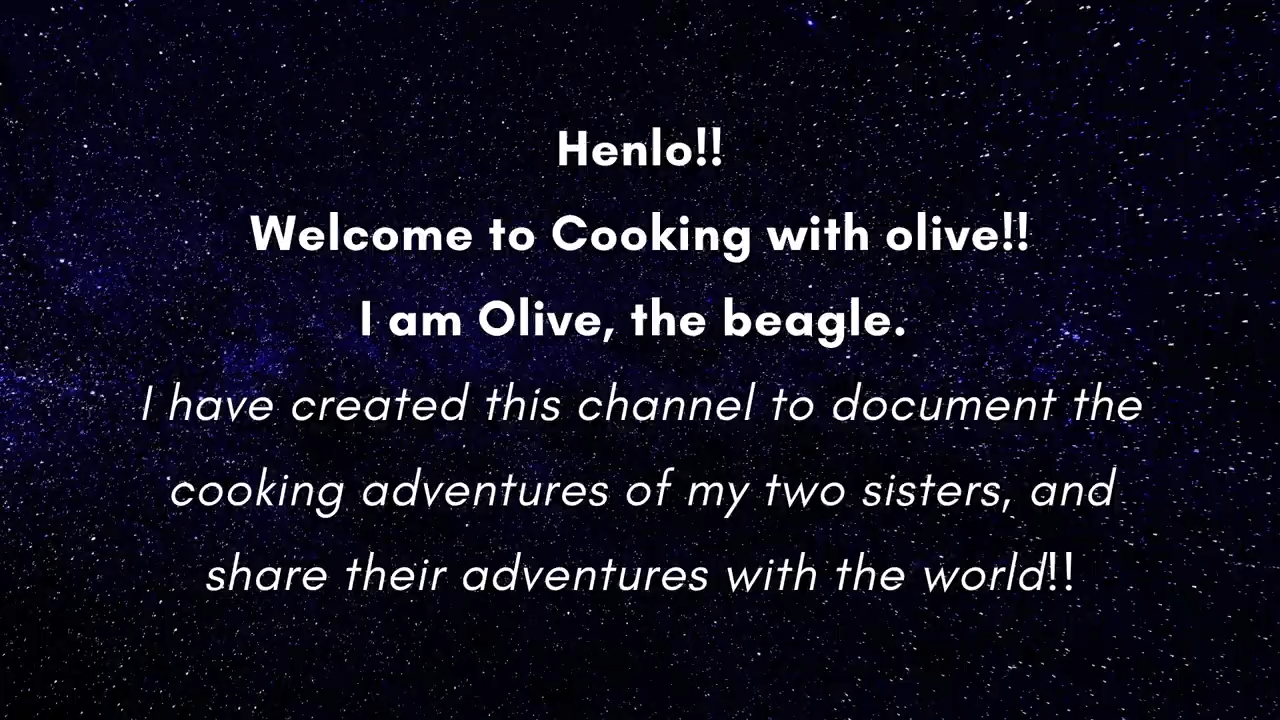 Henlo!!
Welcome to Cooking with olive!!
I am Olive, the beagle.
I have created this channel to document the
cooking adventures of my two sisters, and
share their adventures with the world!!